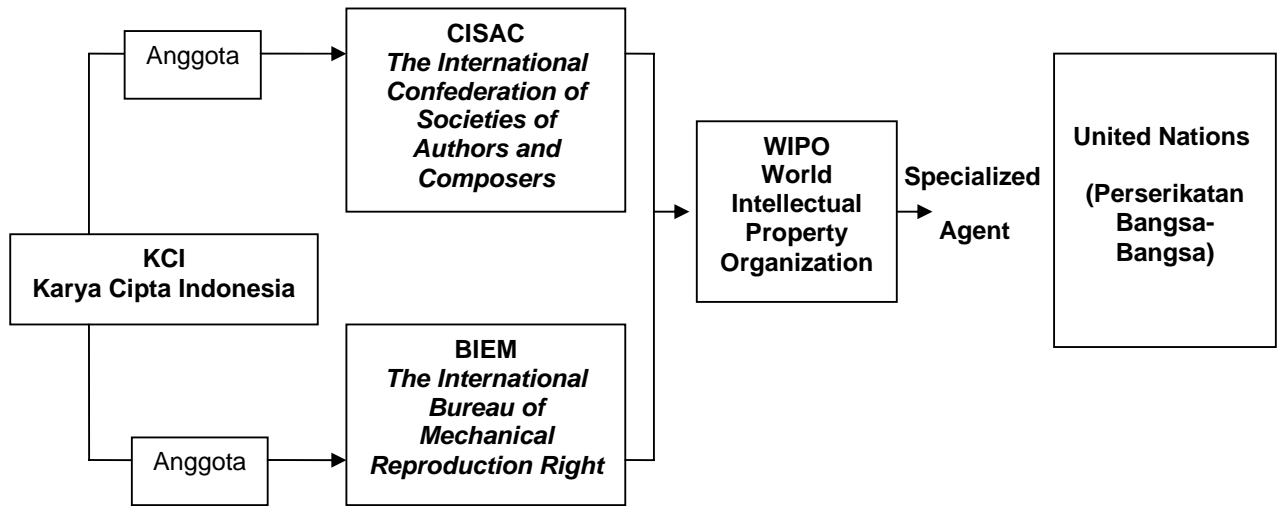 Anggota
CISAC
The International
Confederation of
Societies of
Authors and
Composers
KCI
Karya Cipta Indonesia
Anggota
BIEM
The International
Bureau of
Mechanical
Reproduction Right
WIPO
World
Intellectual
Property
Organization
Specialized
Agent
United Nations
(Perserikatan
Bangsa-
Bangsa)